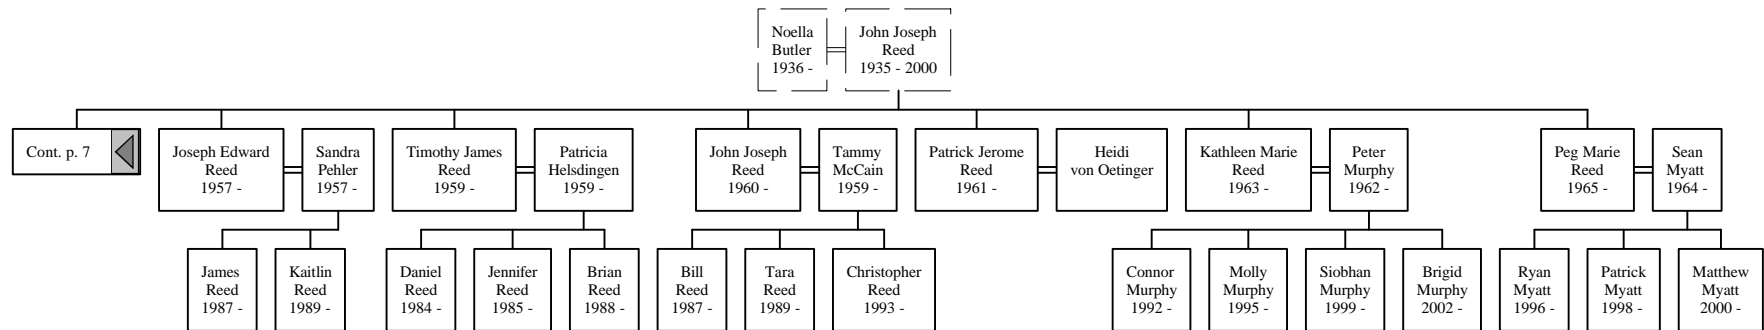 Noella
Butler
1936 -
John Joseph
Reed
1935 - 2000
Cont. p. 7
Joseph Edward
Reed
1957 -
Sandra
Pehler
1957 -
Timothy James
Reed
1959 -
Patricia
Helsdingen
1959 -
John Joseph
Reed
1960 -
Tammy
McCain
1959 -
Patrick Jerome
Reed
1961 -
Heidi
von Oetinger
Kathleen Marie
Reed
1963 -
Peter
Murphy
1962 -
Peg Marie
Reed
1965 -
Sean
Myatt
1964 -
James
Reed
1987 -
Kaitlin
Reed
1989 -
Daniel
Reed
1984 -
Jennifer
Reed
1985 -
Brian
Reed
1988 -
Bill
Reed
1987 -
Tara
Reed
1989 -
Christopher
Reed
1993 -
Connor
Murphy
1992 -
Molly
Murphy
1995 -
Siobhan
Murphy
1999 -
Brigid
Murphy
2002 -
Ryan
Myatt
1996 -
Patrick
Myatt
1998 -
Matthew
Myatt
2000 -